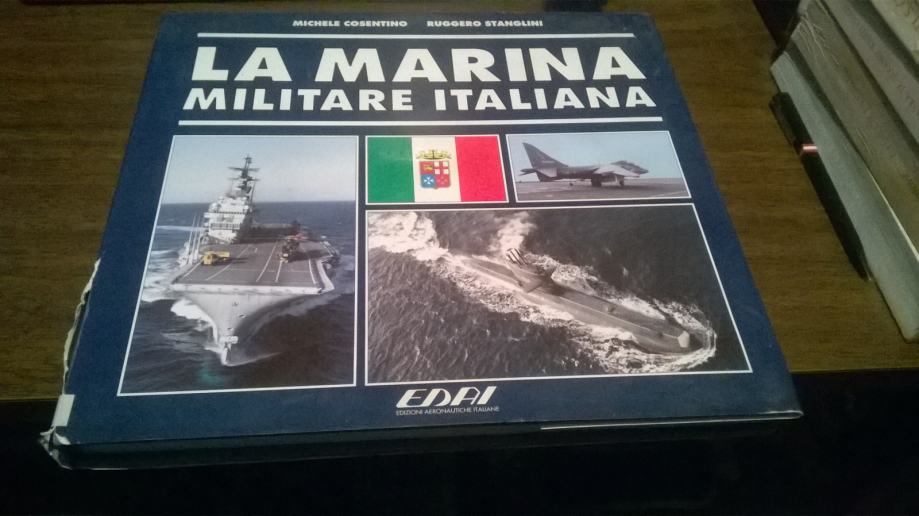 MICHELE COSENTINO RUGGERO STANGLINI
LA MARINA
MILITARE ITALIANA
EDAI
EDIZIONI AERONAUTICHE ITALIANE